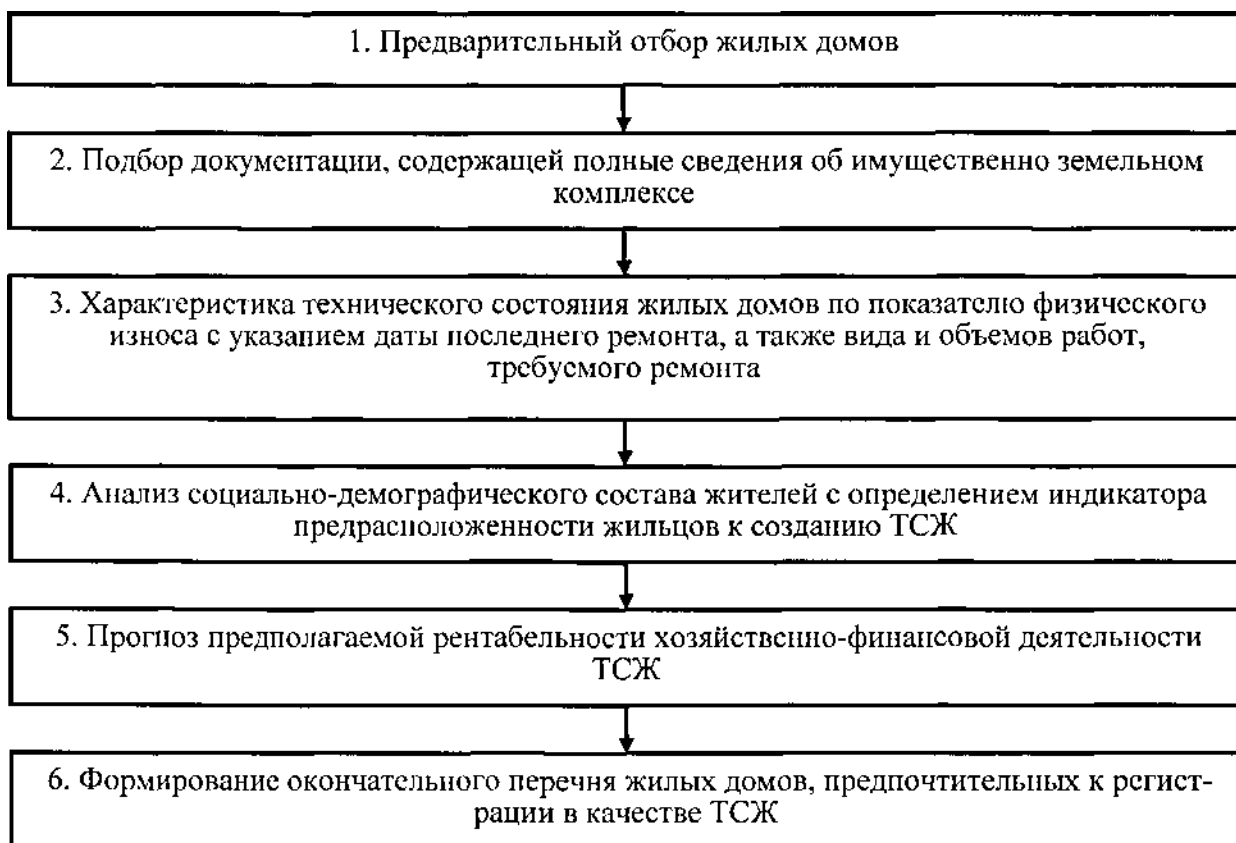 1. Предварительный отбор жилых домов
2. Подбор документации, содержащей полные сведения об имущественно земельном
комплексе
3. Характеристика технического состояния жилых домов по показателю физического
износа с указанием даты последнего ремонта, а также вида и объемов работ,
требуемого ремонта
4. Анализ социально-демографического состава жителей с определением индикатора
предрасположенности жильцов к созданию ТСЖ
5. Прогноз предполагаемой рентабельности хозяйственно-финансовой деятельности
ТСЖ
6. Формирование окончательного перечня жилых домов, предпочтительных к регист-
рации в качестве ТСЖ